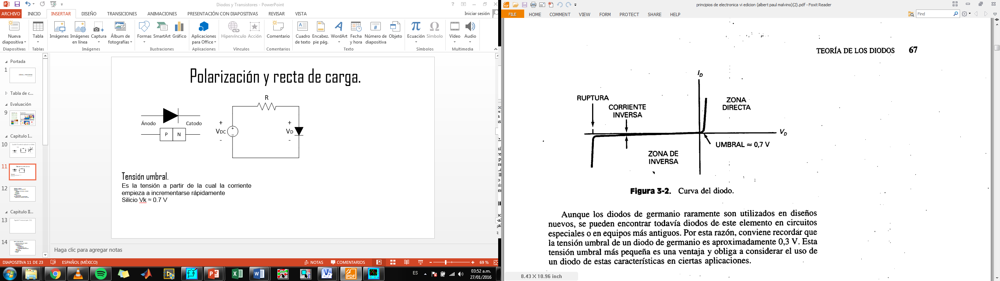 Diodos y Transistores - PowerPoint
ARCHIVO INICIO INSERTAR DISEÑO TRANSICIONES ANIMACIONES PRESENTACIÓN CON DIAPOSITIVAS REVISAR VISTA
Iniciar sesión
Nueva diapositiva
Tabla
Imágenes
Imágenes en línea
Captura
Álbum de fotografías
Formas
SmartArt
Gráfico
Aplicaciones para Office
Hipervínculo
Acción
Comentario
Cuadro de texto
Encabez. pie pág.
WordArt
Fecha y hora
Número de diapositiva
Objeto
Ecuación
Símbolo
Vídeo
Audio
Diapositivas Tablas Imágenes Ilustraciones Aplicaciones Vínculos Comentarios Texto Símbolos Multimedia
Portada
1
Tabla de c...
Evaluación
9
Capitulo I...
10
11
12
Capitulo II...
13
14
Polarización y recta de carga.
R
Ánodo
Catodo
P N
+
VDC
-
+
VD
-
Tensión umbral.
Es la tensión a partir de la cual la corriente
empieza a incrementarse rápidamente
Silicio Vk ≈ 0.7 V
Haga clic para agregar notas
DIAPOSITIVA 11 DE 23 ESPAÑOL (MÉXICO) NOTAS COMENTARIOS 69 %
ES
03:52 a.m.
27/01/2016
principios de electronica vi edicion (albert paul malvino)(2).pdf - Foxit Reader
FILE HOME COMMENT VIEW FORM PROTECT SHARE HELP
Find
TEORÍA DE LOS DIODOS 67
ID
RUPTURA
CORRIENTE
INVERSA
ZONA
DIRECTA
VD
UMBRAL ≈ 0,7 V
ZONA DE
INVERSA
Figura 3-2. Curva del diodo.
Aunque los diodos de germanio raramente son utilizados en diseños
nuevos, se pueden encontrar todavía diodos de este elemento en circuitos
especiales o en equipos más antiguos. Por esta razón, conviene recordar que
la tensión umbral de un diodo de germanio es aproximadamente 0,3 V. Esta
tensión umbral más pequeña es una ventaja y obliga a considerar el uso de
un diodo de estas características en ciertas aplicaciones.
8.43 X 10.96 inch